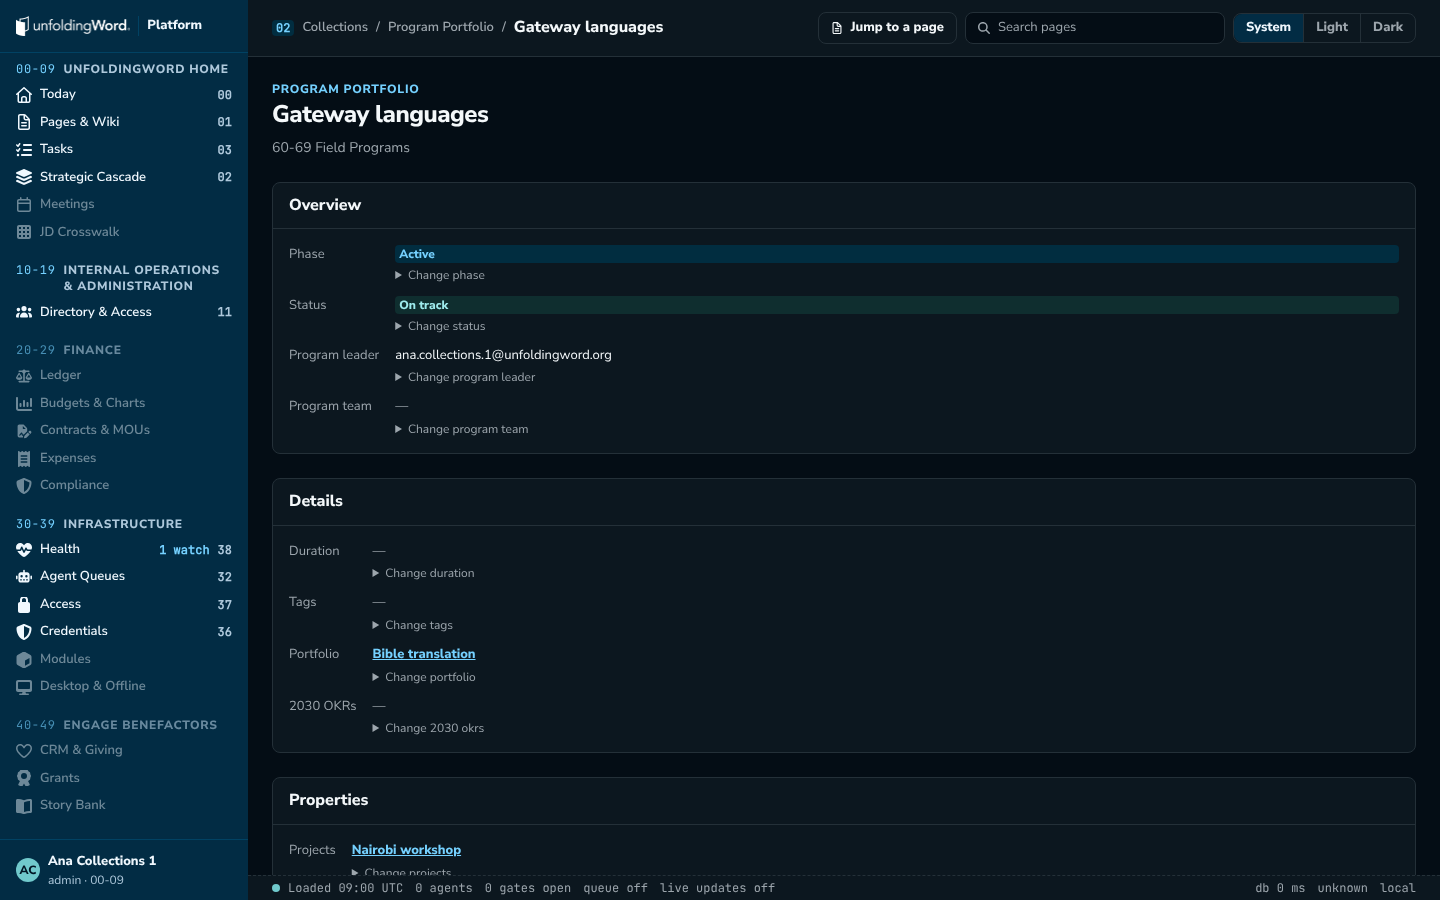 unfoldingWord. Platform
00-09 UNFOLDINGWORD HOME
Today 00
Pages & Wiki 01
Tasks 03
Strategic Cascade 02
Meetings
JD Crosswalk
10-19 INTERNAL OPERATIONS
& ADMINISTRATION
Directory & Access 11
20-29 FINANCE
Ledger
Budgets & Charts
Contracts & MOUs
Expenses
Compliance
30-39 INFRASTRUCTURE
Health 1 watch 38
Agent Queues 32
Access 37
Credentials 36
Modules
Desktop & Offline
40-49 ENGAGE BENEFACTORS
CRM & Giving
Grants
Story Bank
AC Ana Collections 1
admin · 00-09
02 Collections / Program Portfolio / Gateway languages
Jump to a page
Search pages
System Light Dark
PROGRAM PORTFOLIO
Gateway languages
60-69 Field Programs
Overview
Phase Active
Change phase
Status On track
Change status
Program leader ana.collections.1@unfoldingword.org
Change program leader
Program team —
Change program team
Details
Duration —
Change duration
Tags —
Change tags
Portfolio Bible translation
Change portfolio
2030 OKRs —
Change 2030 okrs
Properties
Projects Nairobi workshop
Change projects
Loaded 09:00 UTC 0 agents 0 gates open queue off live updates off
db 0 ms unknown local